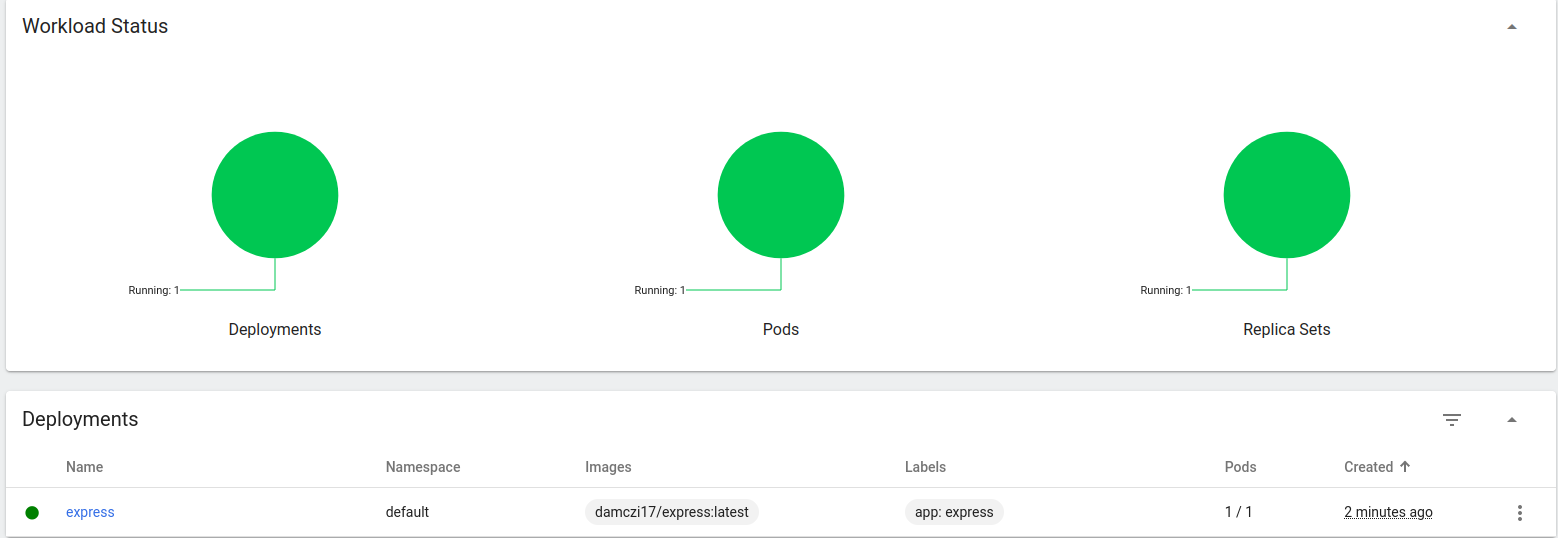 Workload Status
Running: 1 Running: 1 Running: 1
Deployments Pods Replica Sets
Deployments
Name Namespace Images Labels Pods Created
express default damczi17/express:latest app: express 1 / 1 2 minutes ago